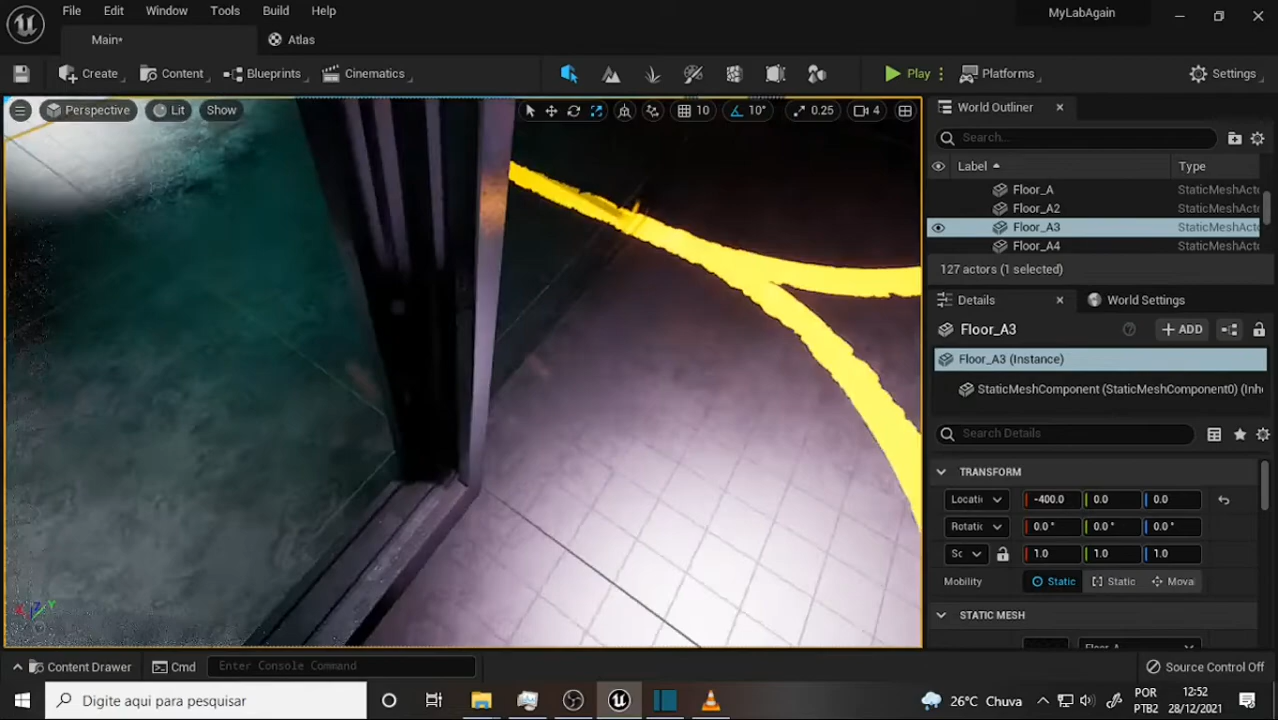 File Edit Window Tools Build Help
MyLabAgain
Main•
Atlas
Create Content Blueprints Cinematics
Play
Platforms
Settings
Perspective Lit Show
10 10° 0.25 4
World Outliner
Search...
Label Type
Floor_A StaticMeshActo
Floor_A2 StaticMeshActo
Floor_A3 StaticMeshActo
Floor_A4 StaticMeshActo
127 actors (1 selected)
Details World Settings
Floor_A3
ADD
Floor_A3 (Instance)
StaticMeshComponent (StaticMeshComponent0) (Inh
Search Details
TRANSFORM
Locatic -400.0 0.0 0.0
Rotatic 0.0 ° 0.0 ° 0.0 °
Sc 1.0 1.0 1.0
Mobility Static Static Mova
STATIC MESH
Content Drawer Cmd Enter Console Command
Source Control Off
Digite aqui para pesquisar
26°C Chuva
POR
PTB2
12:52
28/12/2021